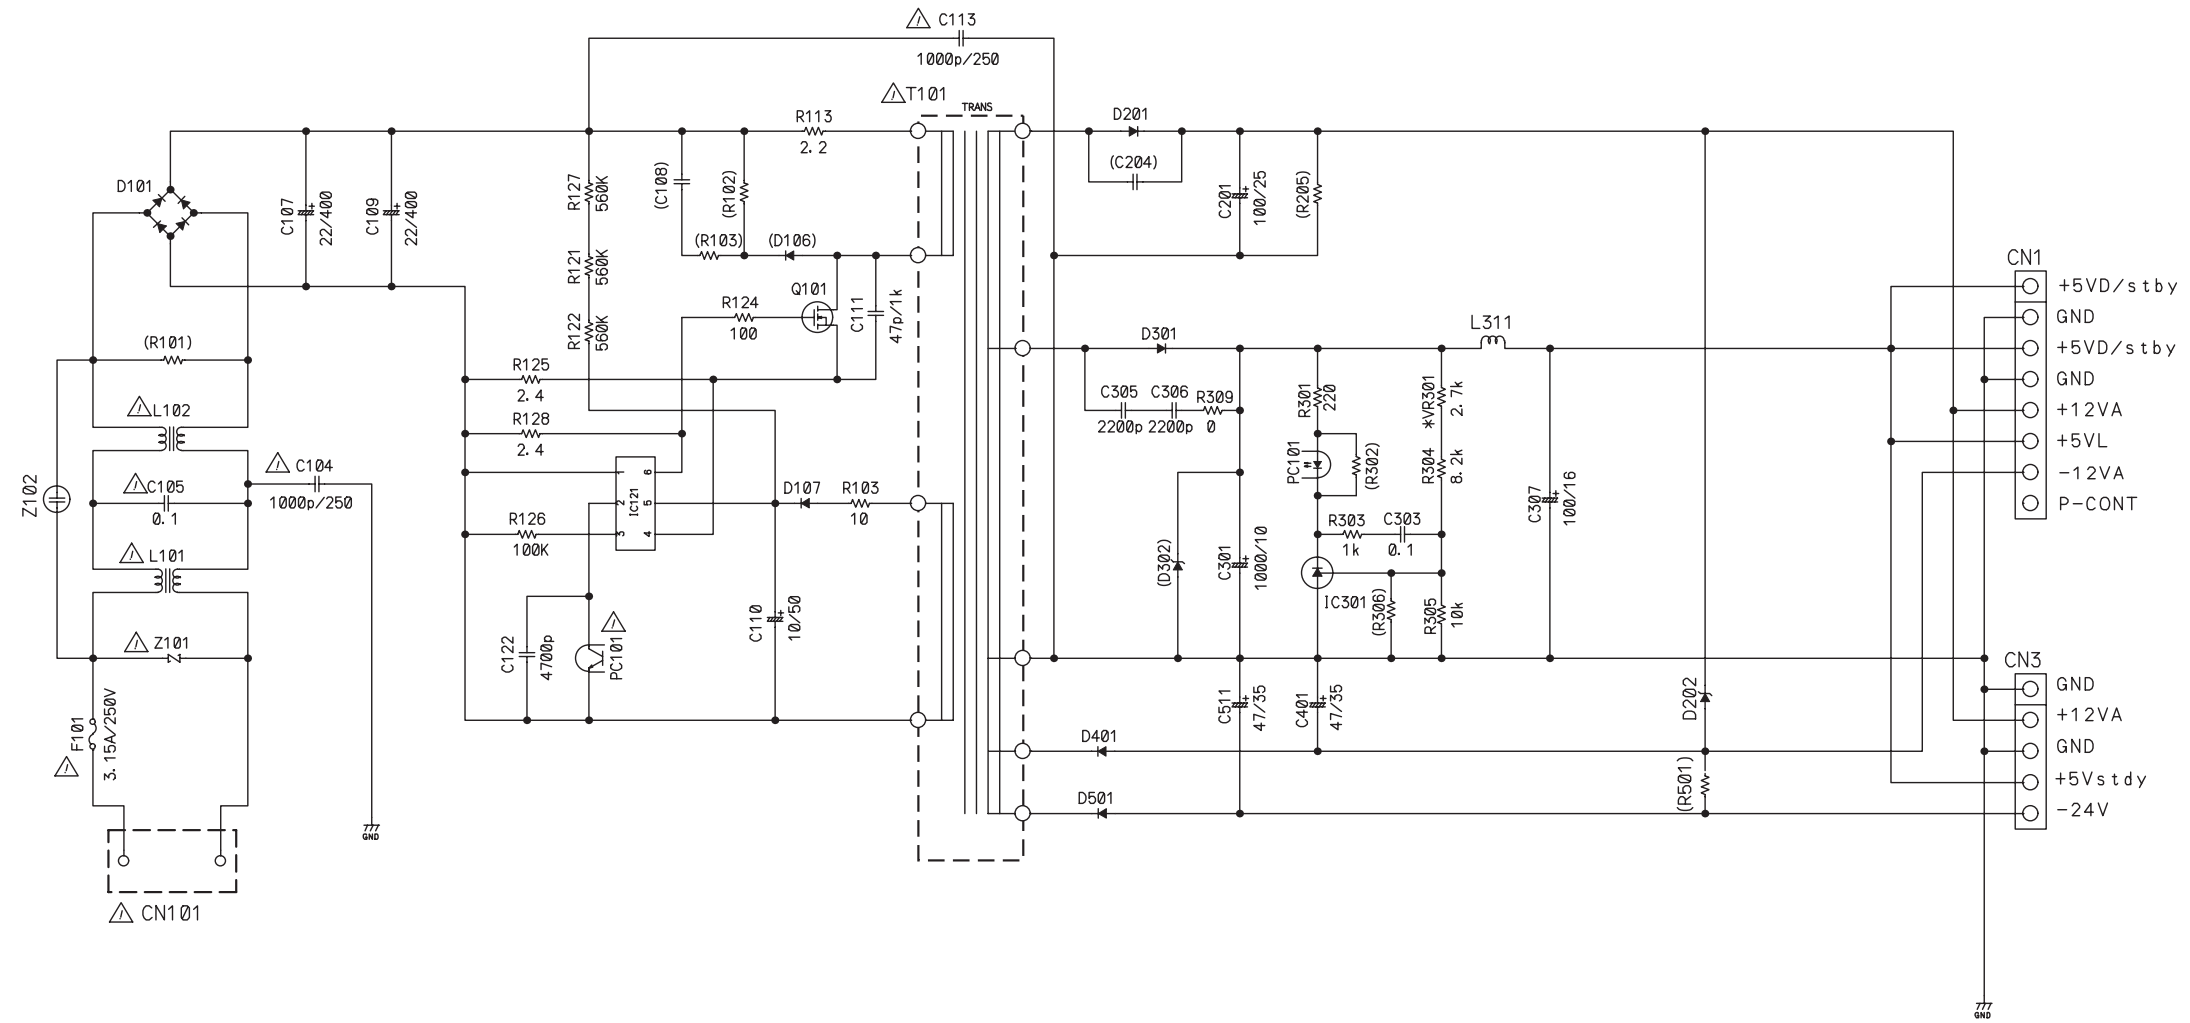 C113
1000p/250
T101
TRANS
R113
2.2
D201
(C204)
D101
C107
22/400
C109
22/400
R127
560K
(C108)
(R102)
C201
100/25
(R205)
(R103)
(D106)
R121
560K
CN1
+5VD/stby
GND
+5VD/stby
GND
+12VA
+5VL
-12VA
P-CONT
Q101
R124
100
C111
47p/1k
R122
560K
(R101)
L311
D301
R125
2.4
C305
2200p
C306
2200p
R309
0
R301
220
*VR301
2.7k
L102
R128
2.4
PC101
(R302)
R304
8.2k
C104
1000p/250
Z102
C105
0.1
1
2
3
IC121
6
5
4
D107
R103
10
C307
100/16
R126
100K
R303
1k
C303
0.1
L101
(D302)
C301
1000/10
IC301
(R306)
R305
10k
Z101
C122
4700p
PC101
C110
10/50
CN3
GND
+12VA
GND
+5Vstdy
-24V
F101
3.15A/250V
C511
47/35
C401
47/35
D202
D401
(R501)
D501
GND
CN101
GND